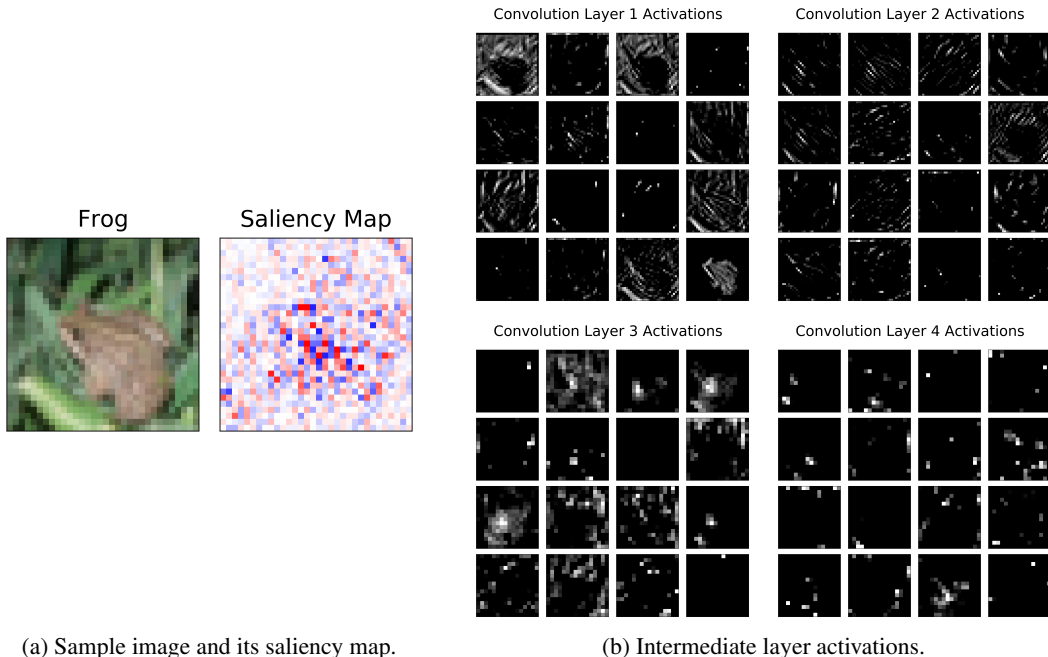 Frog
Saliency Map
(a) Sample image and its saliency map.
Convolution Layer 1 Activations
Convolution Layer 2 Activations
Convolution Layer 3 Activations
Convolution Layer 4 Activations
(b) Intermediate layer activations.